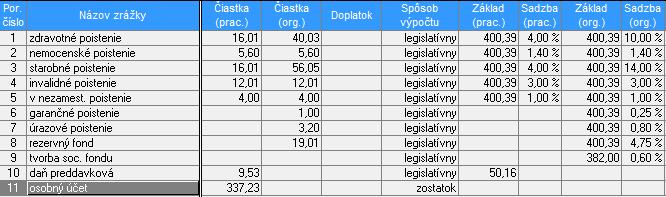 Por. číslo Názov zrážky Čiastka (prac.) Čiastka (org.) Doplatok Spôsob výpočtu Základ (prac.) Sadzba (prac.) Základ (org.) Sadzba (org.)
1 zdravotné poistenie 16,01 40,03 legislatívny 400,39 4,00 % 400,39 10,00 %
2 nemocenské poistenie 5,60 5,60 legislatívny 400,39 1,40 % 400,39 1,40 %
3 starobné poistenie 16,01 56,05 legislatívny 400,39 4,00 % 400,39 14,00 %
4 invalidné poistenie 12,01 12,01 legislatívny 400,39 3,00 % 400,39 3,00 %
5 v nezamest. poistenie 4,00 4,00 legislatívny 400,39 1,00 % 400,39 1,00 %
6 garančné poistenie 1,00 legislatívny 400,39 0,25 %
7 úrazové poistenie 3,20 legislatívny 400,39 0,80 %
8 rezervný fond 19,01 legislatívny 400,39 4,75 %
9 tvorba soc. fondu legislatívny 382,00 0,60 %
10 daň preddavková 9,53 legislatívny 50,16
11 osobný účet 337,23 zostatok